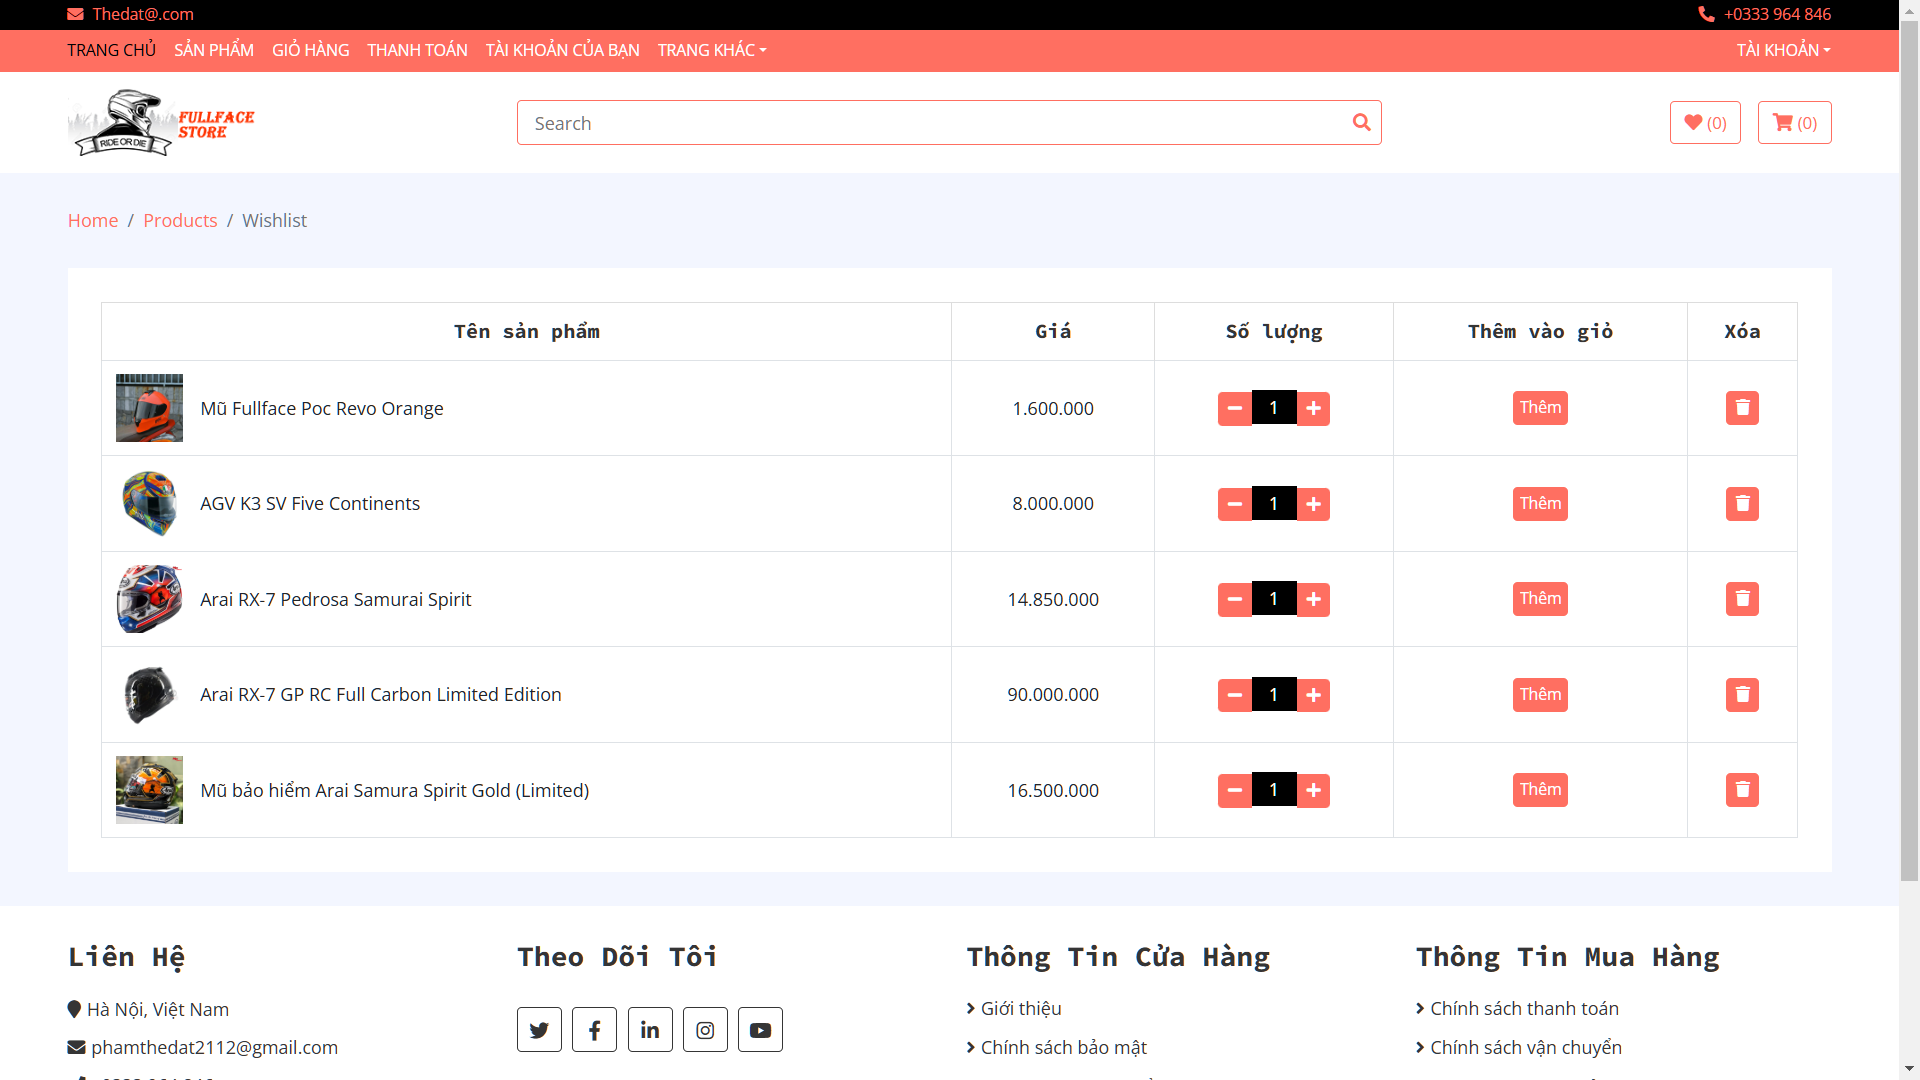 Thedat@.com
+0333 964 846
TRANG CHỦ SẢN PHẨM GIỎ HÀNG THANH TOÁN TÀI KHOẢN CỦA BẠN TRANG KHÁC TÀI KHOẢN
FULLFACE
STORE
RIDE OR DIE
Search
(0) (0)
Home / Products / Wishlist
Tên sản phẩm Giá Số lượng Thêm vào giỏ Xóa
Mũ Fullface Poc Revo Orange 1.600.000 1 Thêm
AGV K3 SV Five Continents 8.000.000 1 Thêm
Arai RX-7 Pedrosa Samurai Spirit 14.850.000 1 Thêm
Arai RX-7 GP RC Full Carbon Limited Edition 90.000.000 1 Thêm
Mũ bảo hiểm Arai Samura Spirit Gold (Limited) 16.500.000 1 Thêm
Liên Hệ
Hà Nội, Việt Nam
phamthedat2112@gmail.com
Theo Dõi Tôi
Thông Tin Cửa Hàng
Giới thiệu
Chính sách bảo mật
Thông Tin Mua Hàng
Chính sách thanh toán
Chính sách vận chuyển